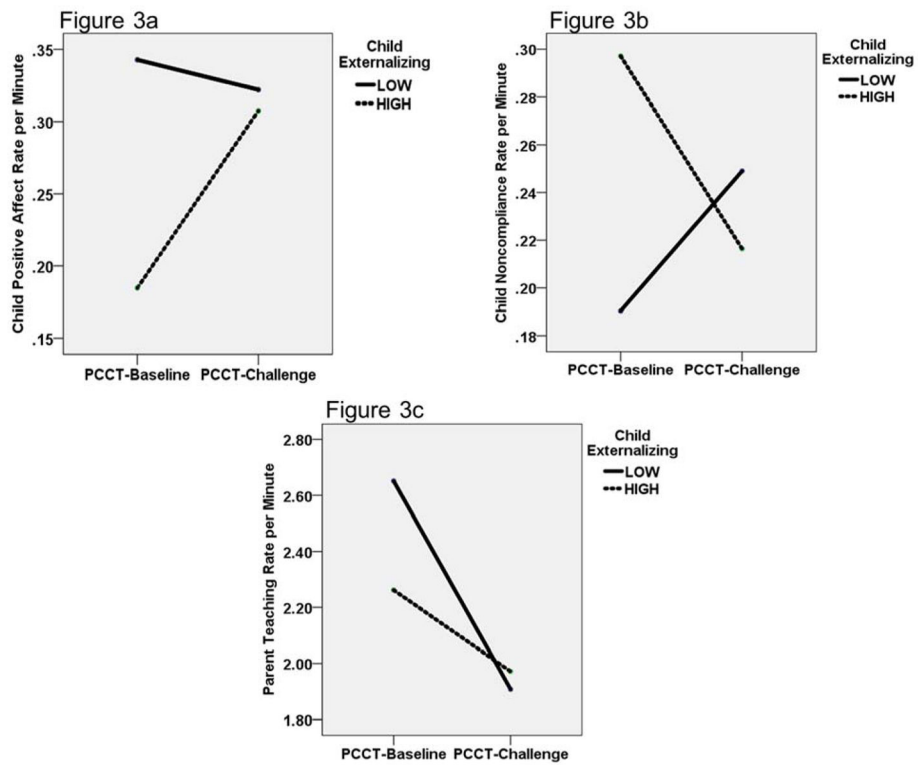 Figure 3a
Child Positive Affect Rate per Minute
.35
.30
.25
.20
.15
PCCT-Baseline PCCT-Challenge
Child
Externalizing
LOW
HIGH
Figure 3b
Child Noncompliance Rate per Minute
.30
.28
.26
.24
.22
.20
.18
PCCT-Baseline PCCT-Challenge
Child
Externalizing
LOW
HIGH
Figure 3c
Parent Teaching Rate per Minute
2.80
2.60
2.40
2.20
2.00
1.80
PCCT-Baseline PCCT-Challenge
Child
Externalizing
LOW
HIGH